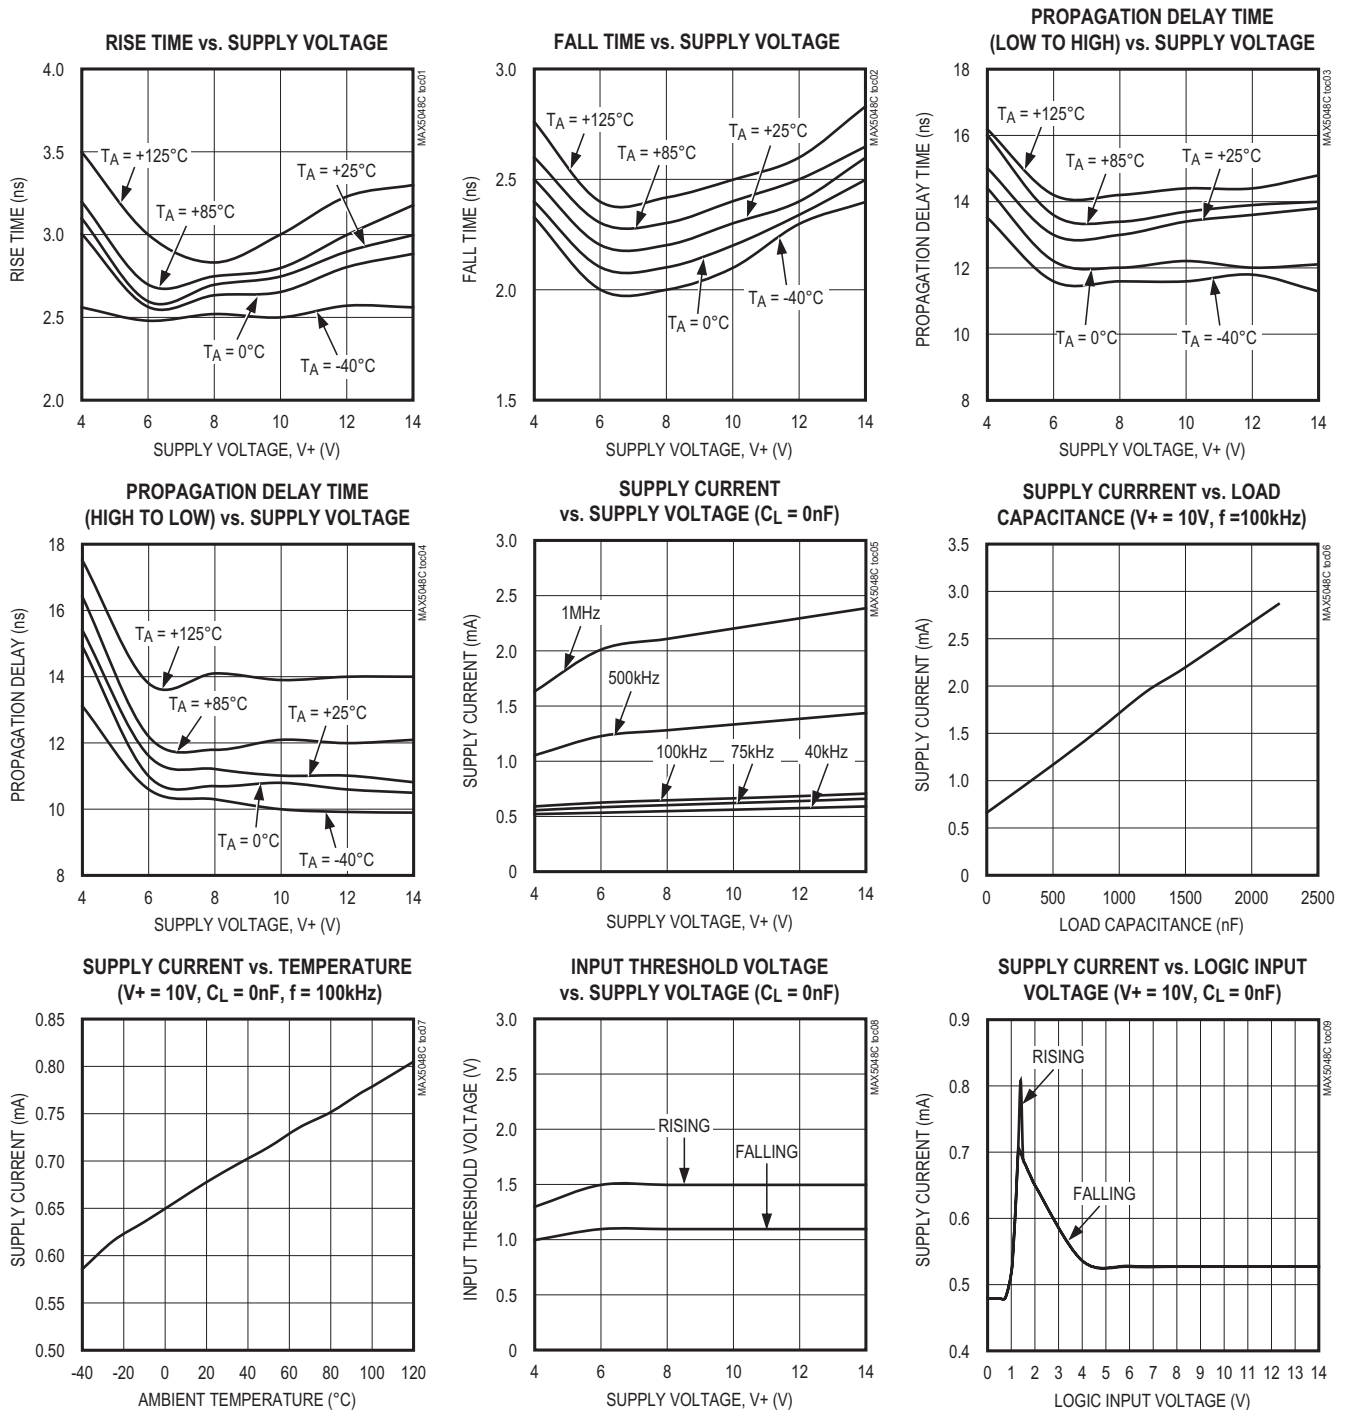 RISE TIME vs. SUPPLY VOLTAGE
4.0
3.5
3.0
2.5
2.0
RISE TIME (ns)
TA = +125°C
TA = +85°C
TA = +25°C
TA = 0°C
TA = -40°C
4 6 8 10 12 14
SUPPLY VOLTAGE, V+ (V)
MAX5048C toc01
FALL TIME vs. SUPPLY VOLTAGE
3.0
2.5
2.0
1.5
FALL TIME (ns)
TA = +125°C
TA = +85°C
TA = +25°C
TA = -40°C
TA = 0°C
4 6 8 10 12 14
SUPPLY VOLTAGE, V+ (V)
MAX5048C toc02
PROPAGATION DELAY TIME
(LOW TO HIGH) vs. SUPPLY VOLTAGE
18
16
14
12
10
8
PROPAGATION DELAY TIME (ns)
TA = +125°C
TA = +85°C
TA = +25°C
TA = 0°C
TA = -40°C
4 6 8 10 12 14
SUPPLY VOLTAGE, V+ (V)
MAX5048C toc03
PROPAGATION DELAY TIME
(HIGH TO LOW) vs. SUPPLY VOLTAGE
18
16
14
12
10
8
PROPAGATION DELAY (ns)
TA = +125°C
TA = +85°C
TA = +25°C
TA = 0°C
TA = -40°C
4 6 8 10 12 14
SUPPLY VOLTAGE, V+ (V)
MAX5048C toc04
SUPPLY CURRENT
vs. SUPPLY VOLTAGE (CL = 0nF)
3.0
2.5
2.0
1.5
1.0
0.5
0
SUPPLY CURRENT (mA)
1MHz
500kHz
100kHz
75kHz
40kHz
4 6 8 10 12 14
SUPPLY VOLTAGE, V+ (V)
MAX5048C toc05
SUPPLY CURRRENT vs. LOAD
CAPACITANCE (V+ = 10V, f =100kHz)
3.5
3.0
2.5
2.0
1.5
1.0
0.5
0
SUPPLY CURRENT (mA)
0 500 1000 1500 2000 2500
LOAD CAPACITANCE (nF)
MAX5048C toc06
SUPPLY CURRENT vs. TEMPERATURE
(V+ = 10V, CL = 0nF, f = 100kHz)
0.85
0.80
0.75
0.70
0.65
0.60
0.55
0.50
SUPPLY CURRENT (mA)
-40 -20 0 20 40 60 80 100 120
AMBIENT TEMPERATURE (°C)
MAX5048C toc07
INPUT THRESHOLD VOLTAGE
vs. SUPPLY VOLTAGE (CL = 0nF)
3.0
2.5
2.0
1.5
1.0
0.5
0
INPUT THRESHOLD VOLTAGE (V)
RISING
FALLING
4 6 8 10 12 14
SUPPLY VOLTAGE, V+ (V)
MAX5048C toc08
SUPPLY CURRENT vs. LOGIC INPUT
VOLTAGE (V+ = 10V, CL = 0nF)
0.9
0.8
0.7
0.6
0.5
0.4
SUPPLY CURRENT (mA)
RISING
FALLING
0 1 2 3 4 5 6 7 8 9 10 11 12 13 14
LOGIC INPUT VOLTAGE (V)
MAX5048C toc09